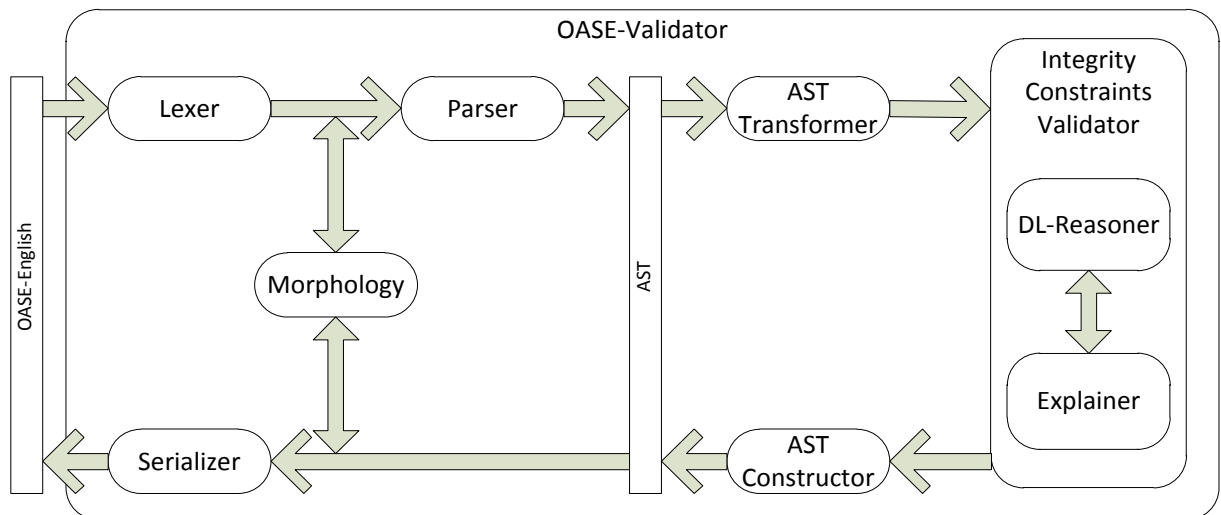 OASE-Validator
OASE-English
Lexer
Parser
AST
AST
Transformer
Integrity
Constraints
Validator
DL-Reasoner
Morphology
Explainer
Serializer
AST
Constructor